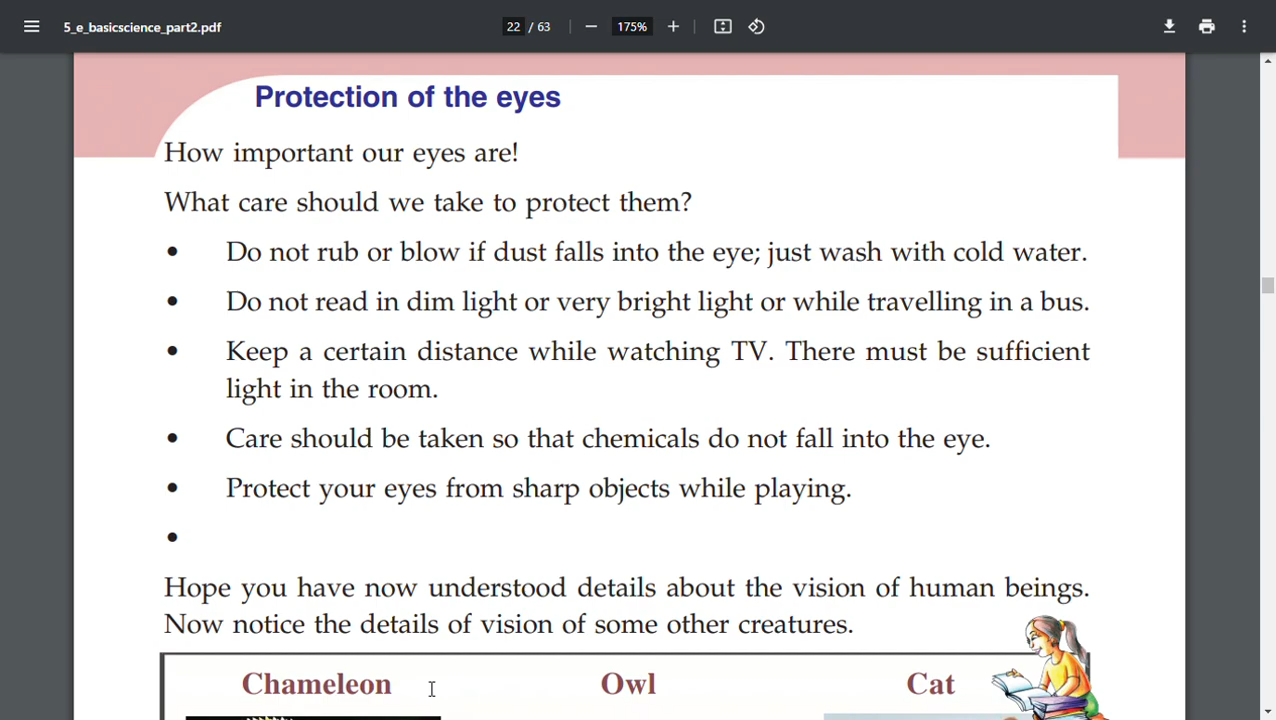 5_e_basicscience_part2.pdf
22 / 63
175%
Protection of the eyes
How important our eyes are!
What care should we take to protect them?
• Do not rub or blow if dust falls into the eye; just wash with cold water.
• Do not read in dim light or very bright light or while travelling in a bus.
• Keep a certain distance while watching TV. There must be sufficient
light in the room.
• Care should be taken so that chemicals do not fall into the eye.
• Protect your eyes from sharp objects while playing.
•
Hope you have now understood details about the vision of human beings.
Now notice the details of vision of some other creatures.
Chameleon Owl Cat